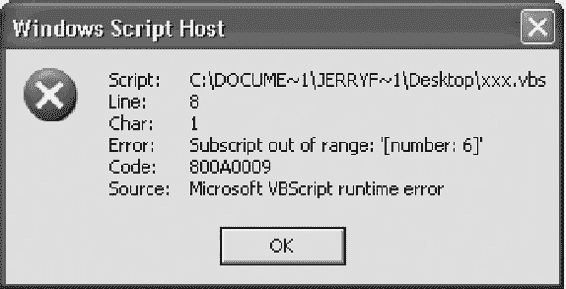 Windows Script Host
Script: C:\DOCUME~1\JERRYF~1\Desktop\xxx.vbs
Line: 8
Char: 1
Error: Subscript out of range: '[number: 6]'
Code: 800A0009
Source: Microsoft VBScript runtime error
OK